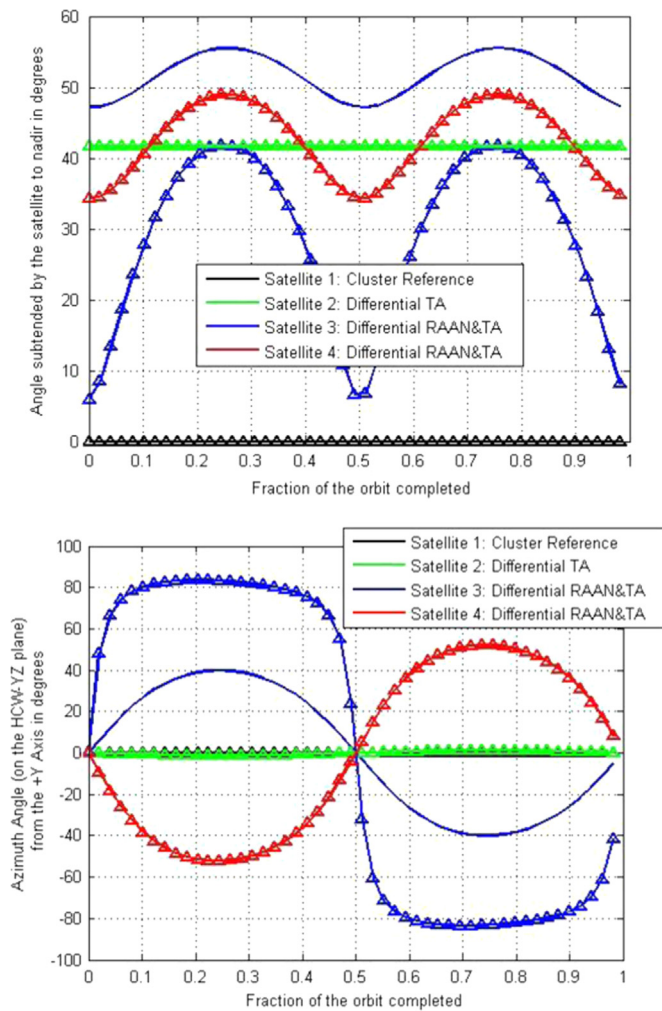 60
50
40
30
20
10
0
Angle subtended by the satellite to nadir in degrees
Satellite 1: Cluster Reference
Satellite 2: Differential TA
Satellite 3: Differential RAAN&TA
Satellite 4: Differential RAAN&TA
0 0.1 0.2 0.3 0.4 0.5 0.6 0.7 0.8 0.9 1
Fraction of the orbit completed
100
80
60
40
20
0
-20
-40
-60
-80
-100
Azimuth Angle (on the HCW-YZ plane)
from the +Y Axis in degrees
Satellite 1: Cluster Reference
Satellite 2: Differential TA
Satellite 3: Differential RAAN&TA
Satellite 4: Differential RAAN&TA
0 0.1 0.2 0.3 0.4 0.5 0.6 0.7 0.8 0.9 1
Fraction of the orbit completed